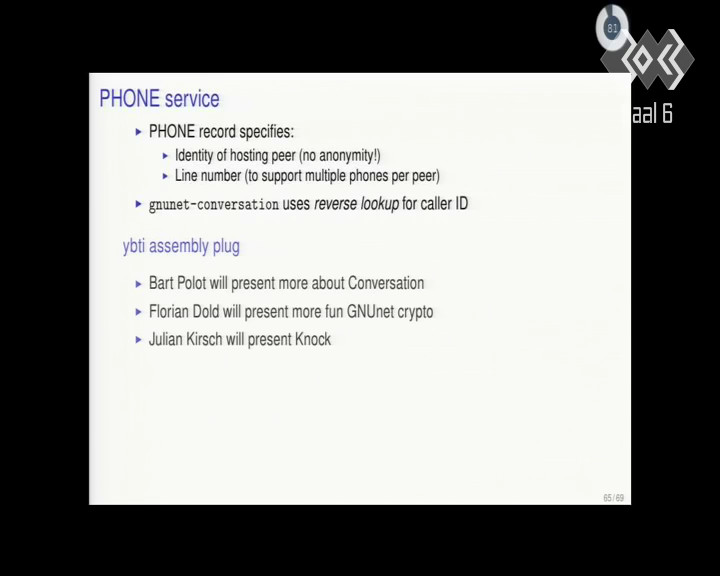 81
aal 6
PHONE service
PHONE record specifies:
Identity of hosting peer (no anonymity!)
Line number (to support multiple phones per peer)
gnunet-conversation uses reverse lookup for caller ID
ybti assembly plug
Bart Polot will present more about Conversation
Florian Dold will present more fun GNUnet crypto
Julian Kirsch will present Knock
65 / 69